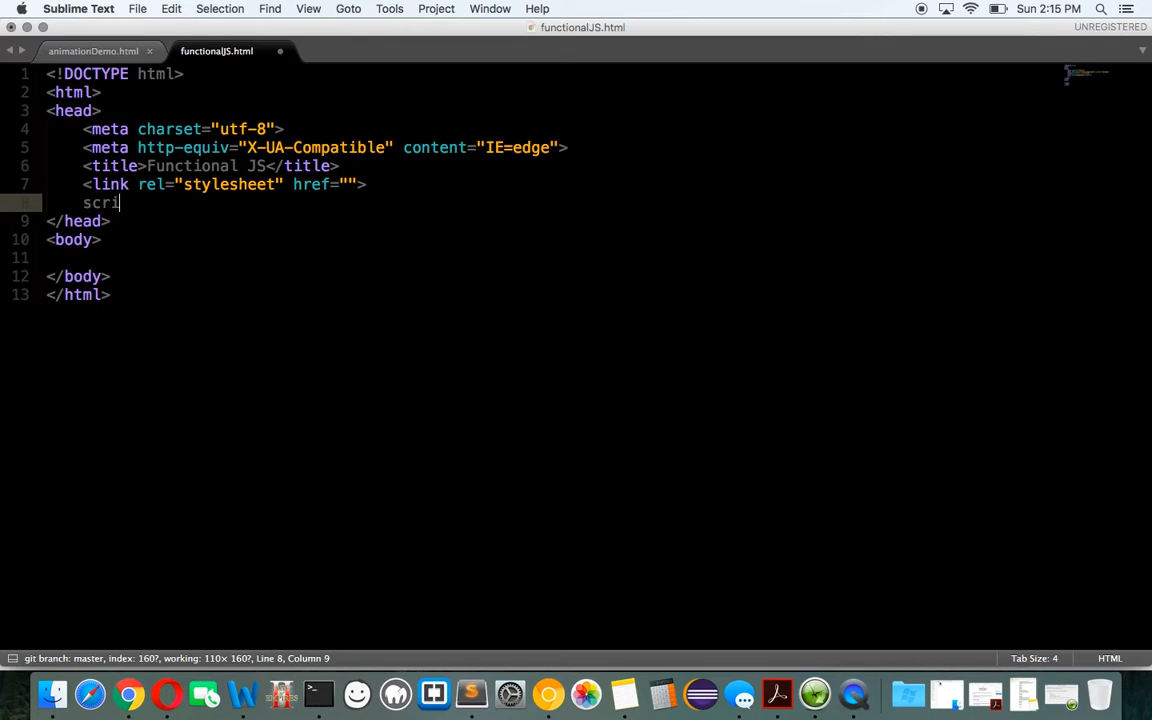 Sublime Text File Edit Selection Find View Goto Tools Project Window Help Sun 2:15 PM
functionalJS.html UNREGISTERED
animationDemo.html × functionalJS.html
1 <!DOCTYPE html>
2 <html>
3 <head>
4 <meta charset="utf-8">
5 <meta http-equiv="X-UA-Compatible" content="IE=edge">
6 <title>Functional JS</title>
7 <link rel="stylesheet" href="">
8 scri
9 </head>
10 <body>
11
12 </body>
13 </html>
git branch: master, index: 160?, working: 110× 160?, Line 8, Column 9 Tab Size: 4 HTML